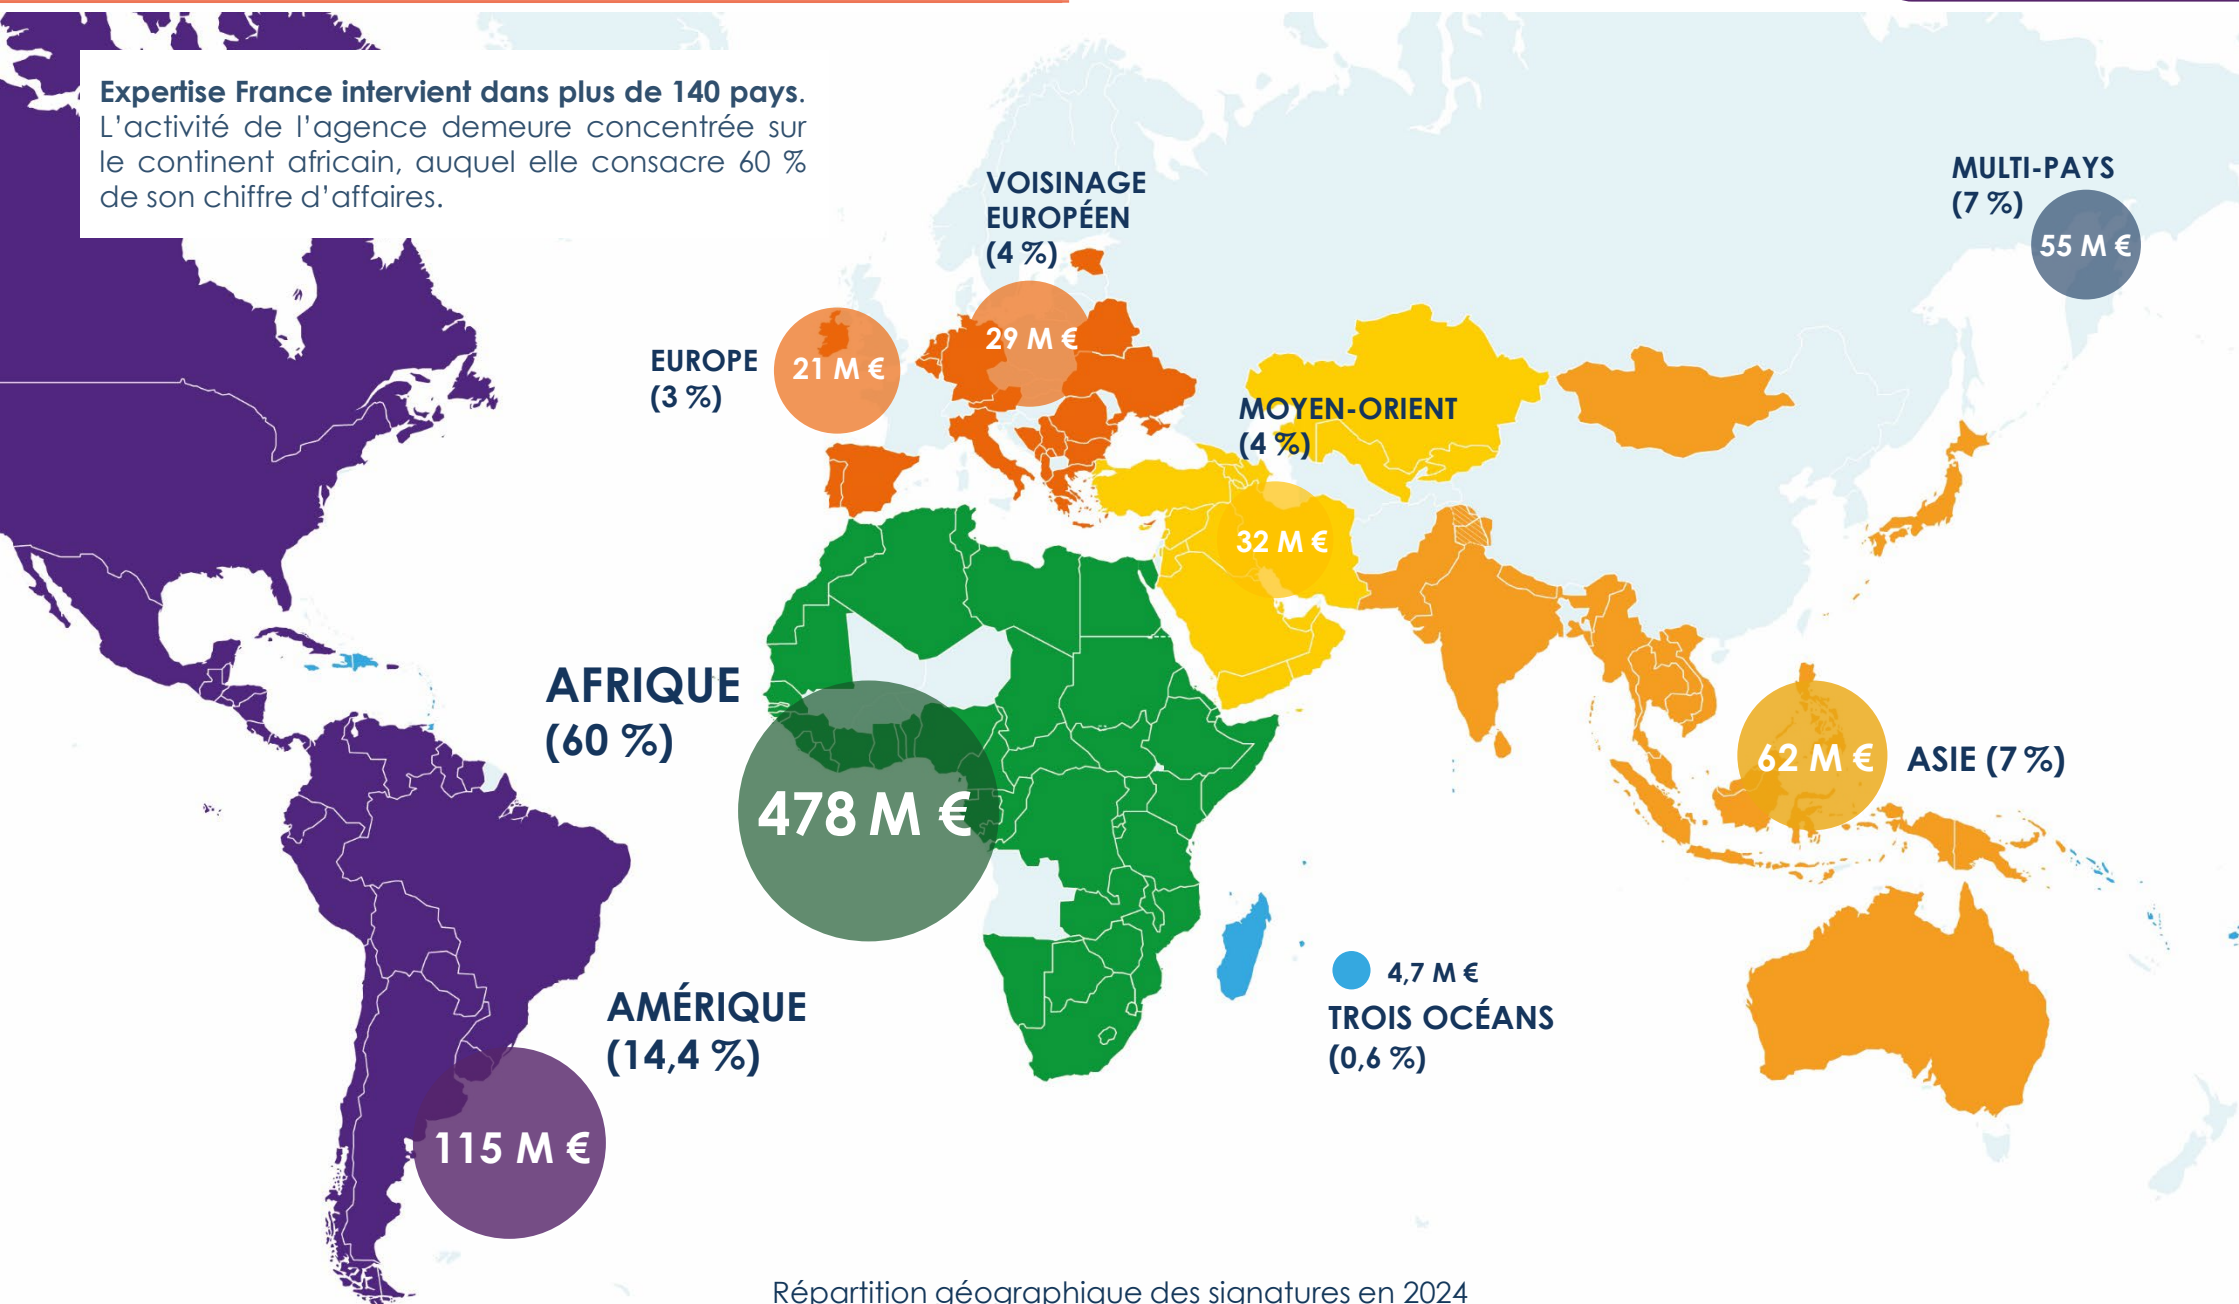 Expertise France intervient dans plus de 140 pays.
L'activité de l'agence demeure concentrée sur
le continent africain, auquel elle consacre 60 %
de son chiffre d'affaires.
MULTI-PAYS
(7 %)
55 M €
VOISINAGE
EUROPÉEN
(4 %)
29 M €
EUROPE
(3 %)
21 M €
MOYEN-ORIENT
(4 %)
32 M €
AFRIQUE
(60 %)
478 M €
62 M €
ASIE (7 %)
4,7 M €
TROIS OCÉANS
(0,6 %)
AMÉRIQUE
(14,4 %)
115 M €
Répartition géographique des signatures en 2024